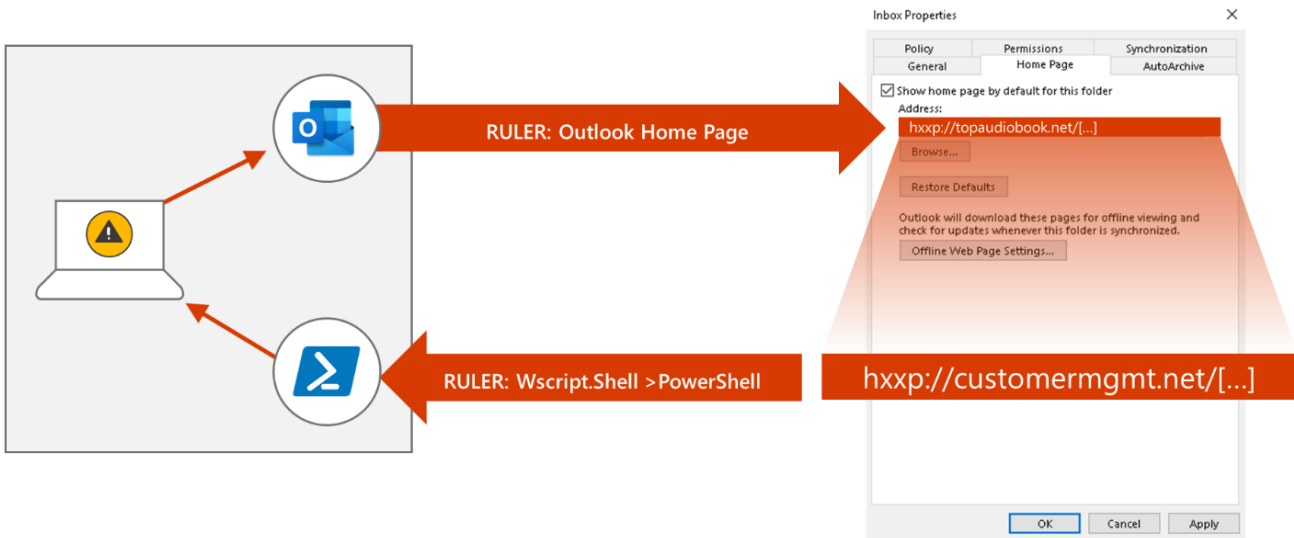 Inbox Properties
Policy
Permissions
Synchronization
General
Home Page
AutoArchive
Show home page by default for this folder
Address:
hxxp://topaudiobook.net/[...]
Browse...
Restore Defaults
Outlook will download these pages for offline viewing and
check for updates whenever this folder is synchronized.
Offline Web Page Settings...
O
RULER: Outlook Home Page
RULER: Wscript.Shell >PowerShell
hxxp://customermgmt.net/[...]
OK
Cancel
Apply